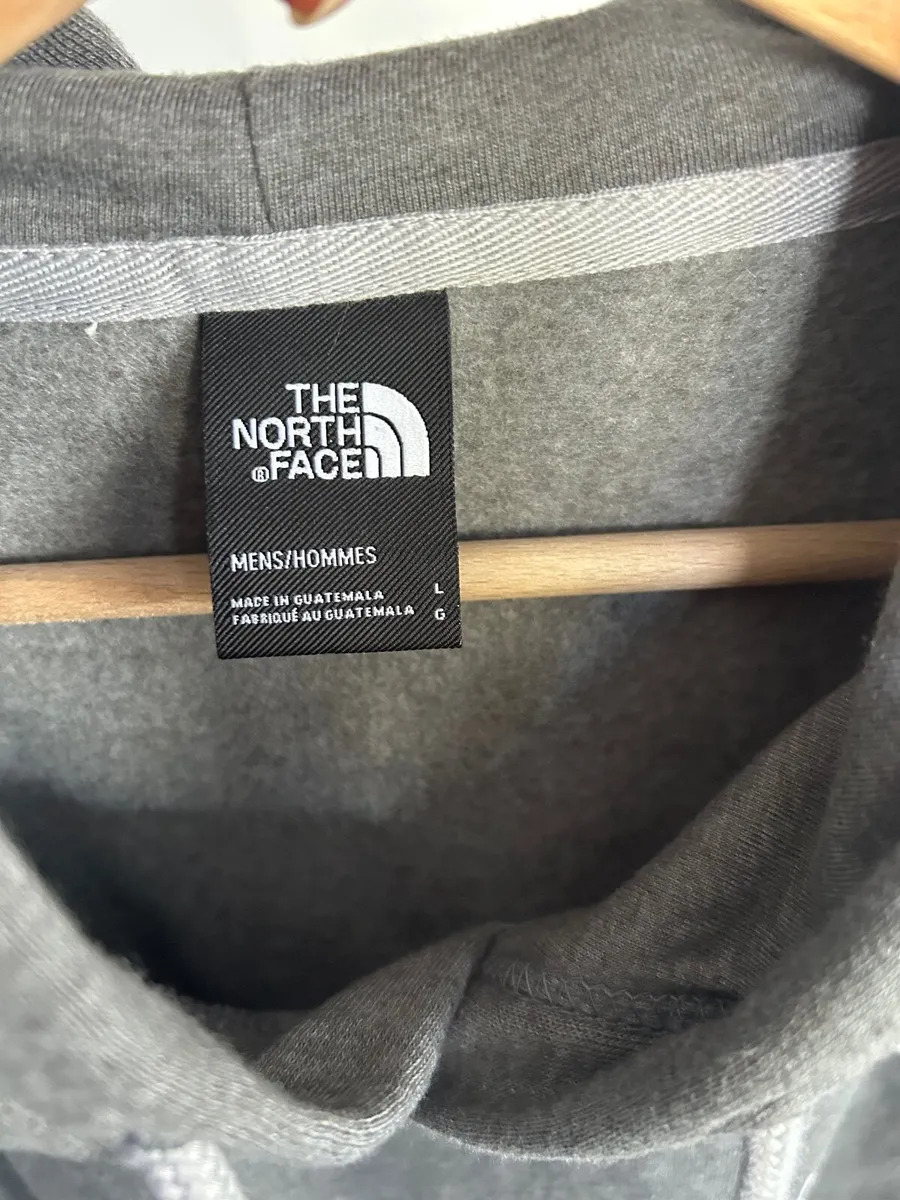 THE
NORTH
®FACE
MENS/HOMMES
MADE IN GUATEMALA L
FABRIQUÉ AU GUATEMALA G